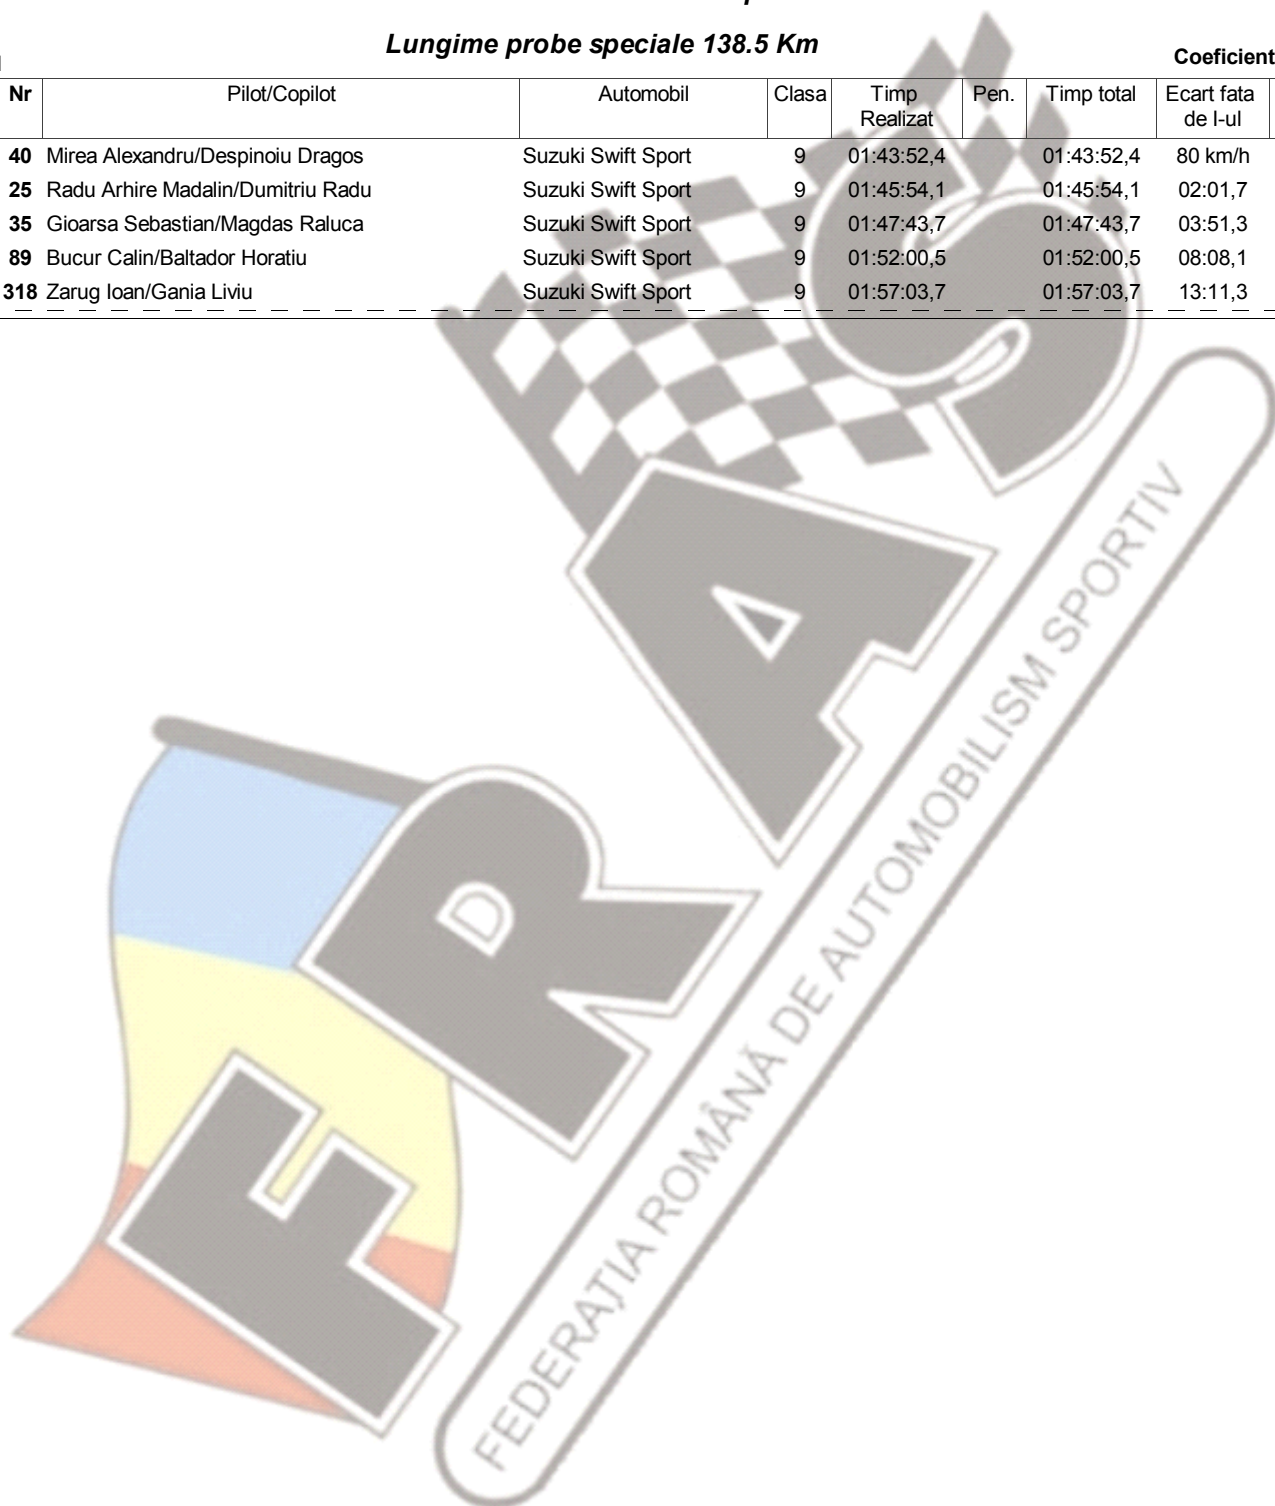 Lungime probe speciale 138.5 Km
Coeficient
Nr Pilot/Copilot Automobil Clasa Timp Realizat Pen. Timp total Ecart fata de I-ul
40 Mirea Alexandru/Despinoiu Dragos Suzuki Swift Sport 9 01:43:52,4 01:43:52,4 80 km/h
25 Radu Arhire Madalin/Dumitriu Radu Suzuki Swift Sport 9 01:45:54,1 01:45:54,1 02:01,7
35 Gioarsa Sebastian/Magdas Raluca Suzuki Swift Sport 9 01:47:43,7 01:47:43,7 03:51,3
89 Bucur Calin/Baltador Horatiu Suzuki Swift Sport 9 01:52:00,5 01:52:00,5 08:08,1
318 Zarug Ioan/Gania Liviu Suzuki Swift Sport 9 01:57:03,7 01:57:03,7 13:11,3
FRAS
FEDERAȚIA ROMÂNĂ DE AUTOMOBILISM SPORTIV